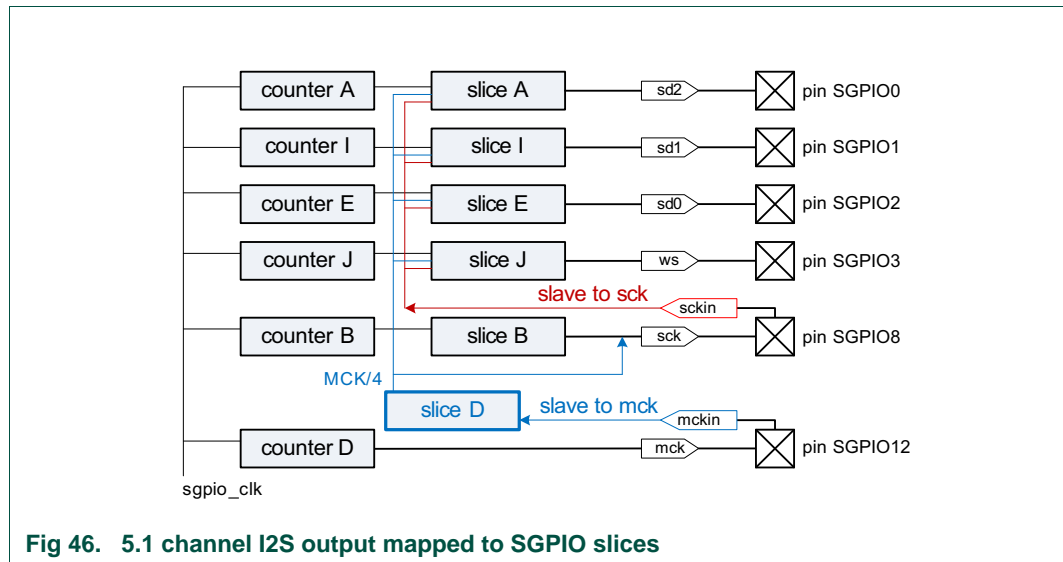 counter A slice A sd2 pin SGPIO0
counter I slice I sd1 pin SGPIO1
counter E slice E sd0 pin SGPIO2
counter J slice J ws pin SGPIO3
slave to sck sckin
counter B slice B sck pin SGPIO8
MCK/4
slice D slave to mck mckin
counter D mck pin SGPIO12
sgpio_clk
Fig 46. 5.1 channel I2S output mapped to SGPIO slices